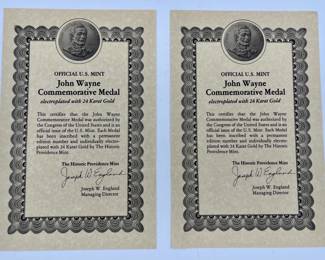 OFFICIAL U.S. MINT
John Wayne
Commemorative Medal
electroplated with 24 Karat Gold
This certifies that the John Wayne
Commemorative Medal was authorized by
the Congress of the United States and is an
official issue of the U.S. Mint. Each Medal
has been inscribed with a permanent
edition number and individually electroplated
with 24 Karat Gold by The Historic
Providence Mint.
The Historic Providence Mint
Joseph W. England
Joseph W. England
Managing Director
OFFICIAL U.S. MINT
John Wayne
Commemorative Medal
electroplated with 24 Karat Gold
This certifies that the John Wayne
Commemorative Medal was authorized by
the Congress of the United States and is an
official issue of the U.S. Mint. Each Medal
has been inscribed with a permanent
edition number and individually electroplated
with 24 Karat Gold by The Historic
Providence Mint.
The Historic Providence Mint
Joseph W. England
Joseph W. England
Managing Director